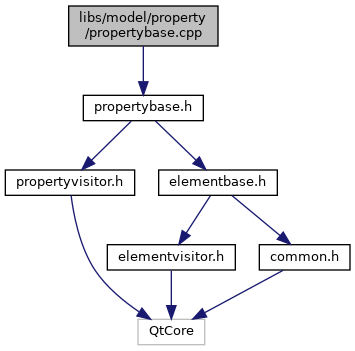 libs/model/property
/propertybase.cpp
propertybase.h
propertyvisitor.h
elementbase.h
elementvisitor.h
common.h
QtCore